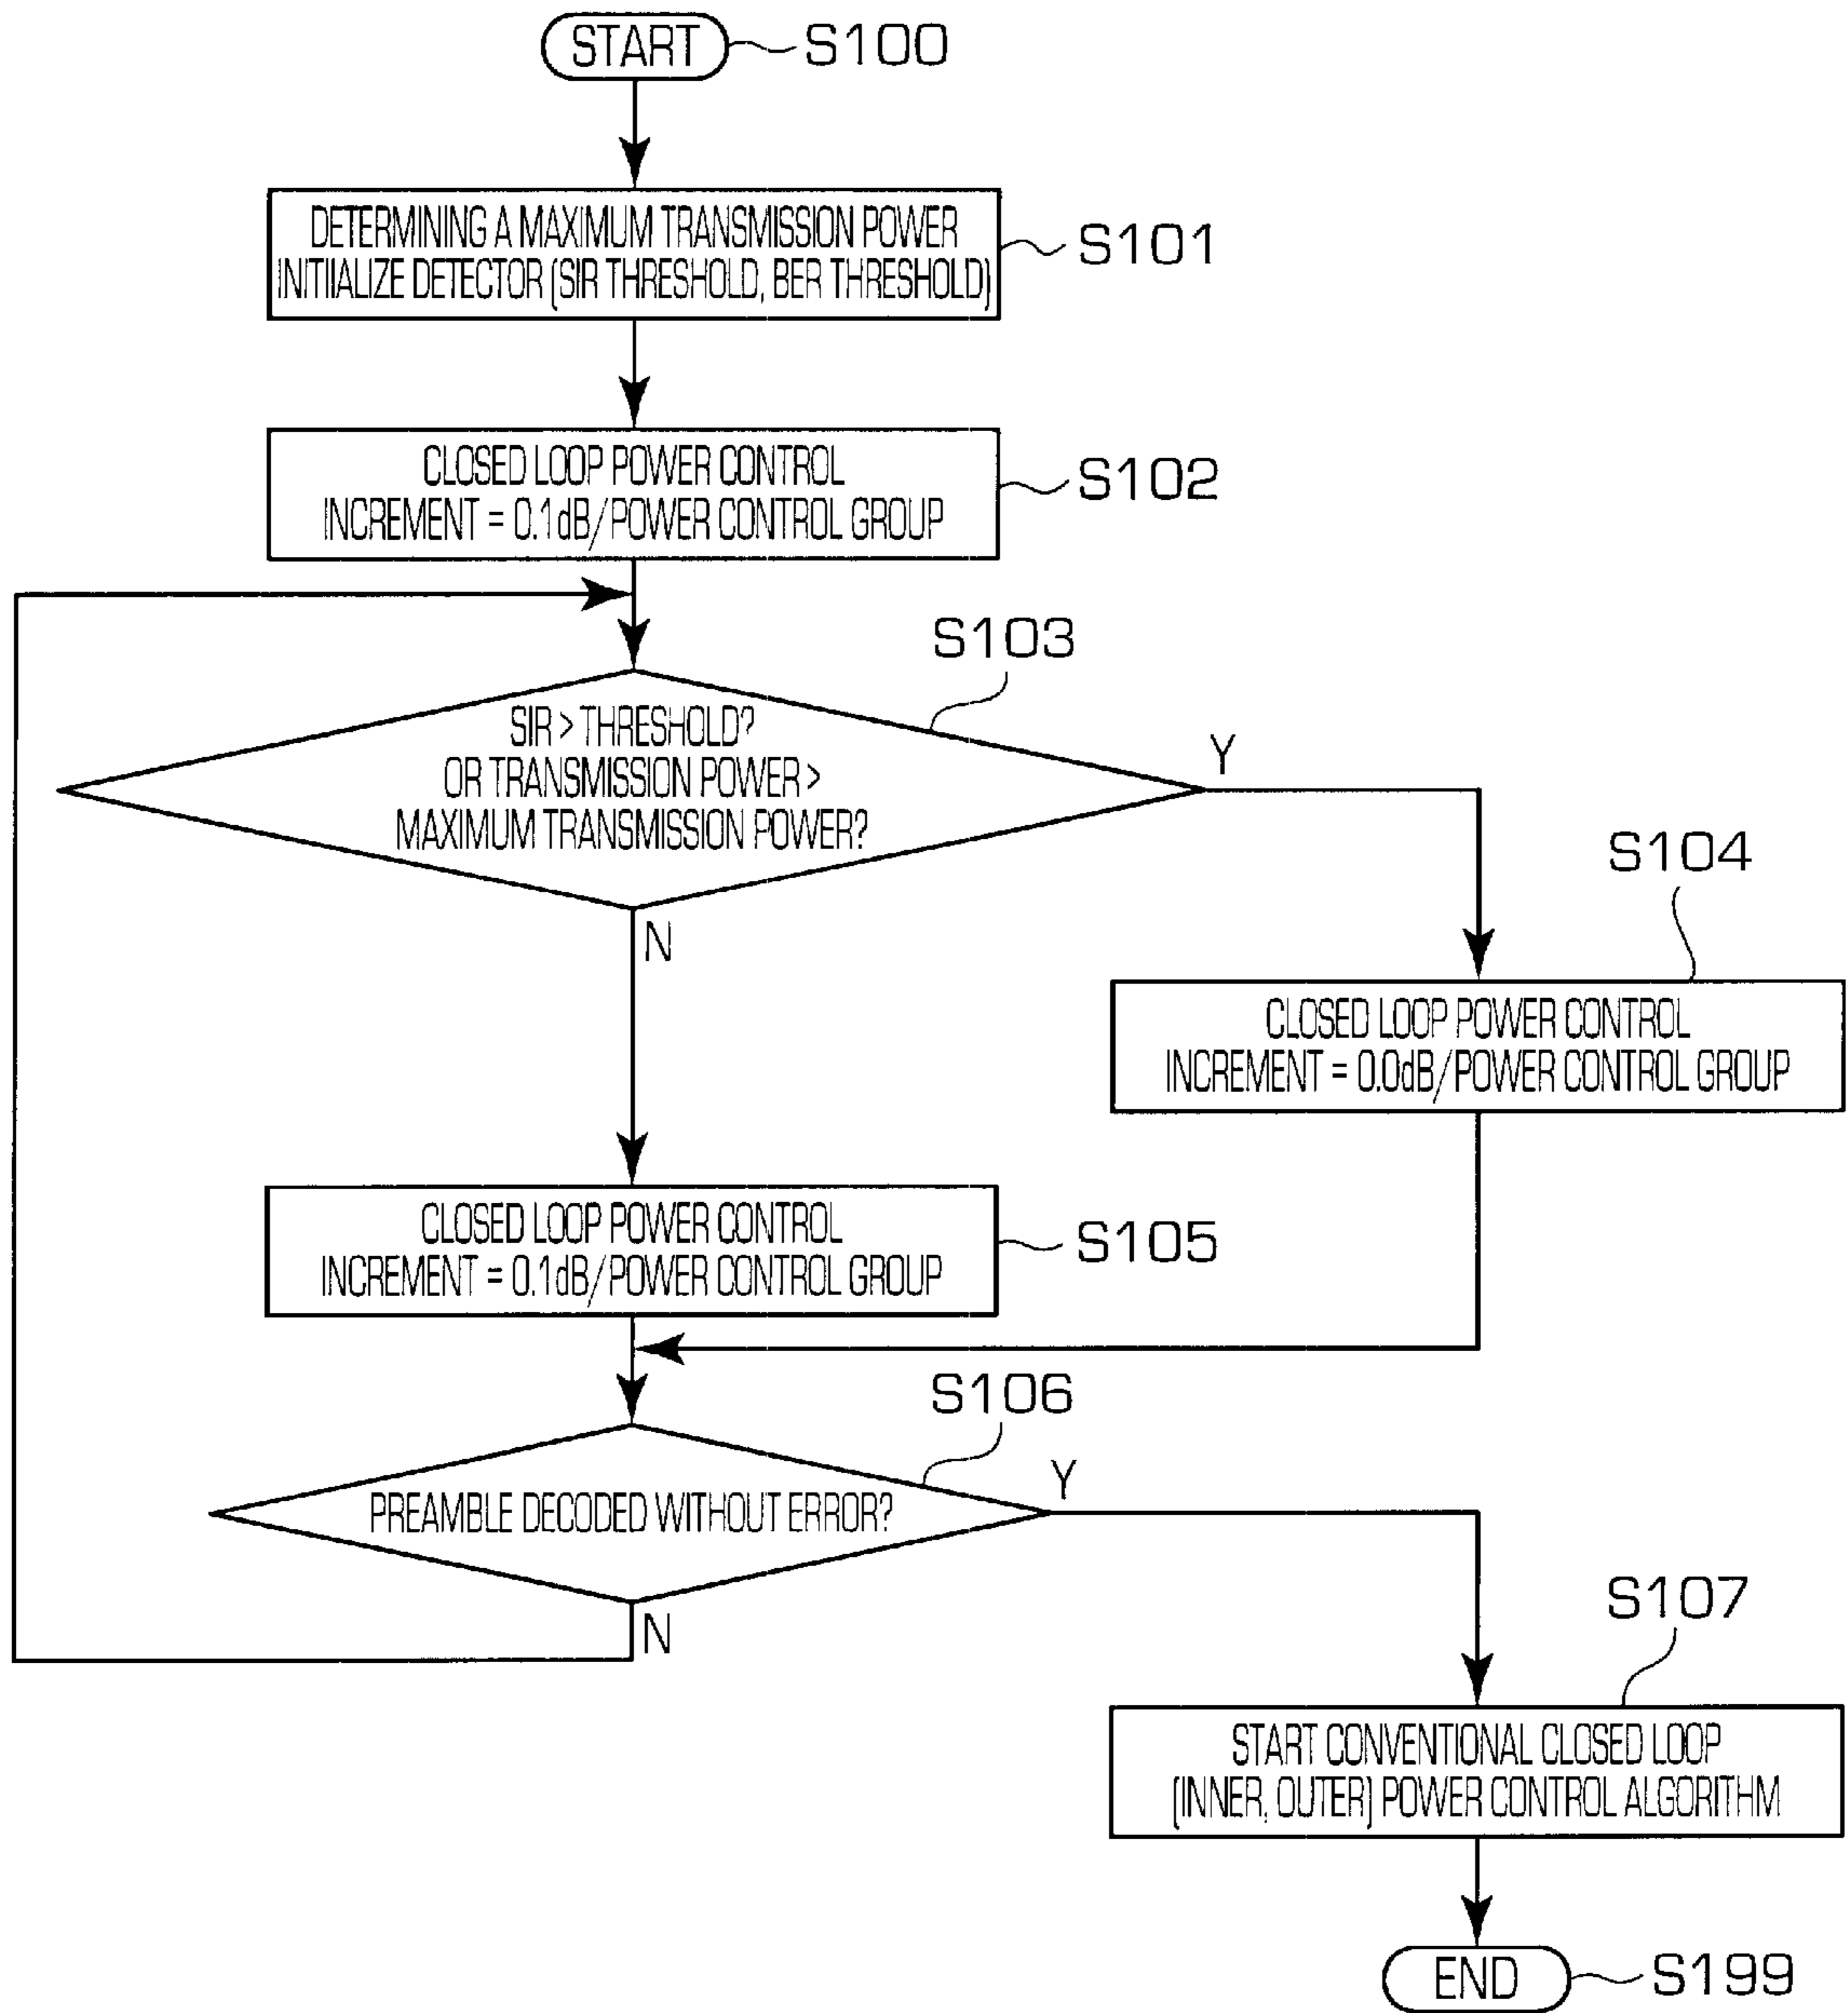 START
S100
DETERMINING A MAXIMUM TRANSMISSION POWER
INITIIALIZE DETECTOR (SIR THRESHOLD, BER THRESHOLD)
S101
CLOSED LOOP POWER CONTROL
INCREMENT = 0.1dB/POWER CONTROL GROUP
S102
S103
SIR > THRESHOLD?
OR TRANSMISSION POWER >
MAXIMUM TRANSMISSION POWER?
Y
N
S104
CLOSED LOOP POWER CONTROL
INCREMENT = 0.0dB/POWER CONTROL GROUP
CLOSED LOOP POWER CONTROL
INCREMENT = 0.1dB/POWER CONTROL GROUP
S105
S106
PREAMBLE DECODED WITHOUT ERROR?
Y
N
S107
START CONVENTIONAL CLOSED LOOP
(INNER, OUTER) POWER CONTROL ALGORITHM
END
S199